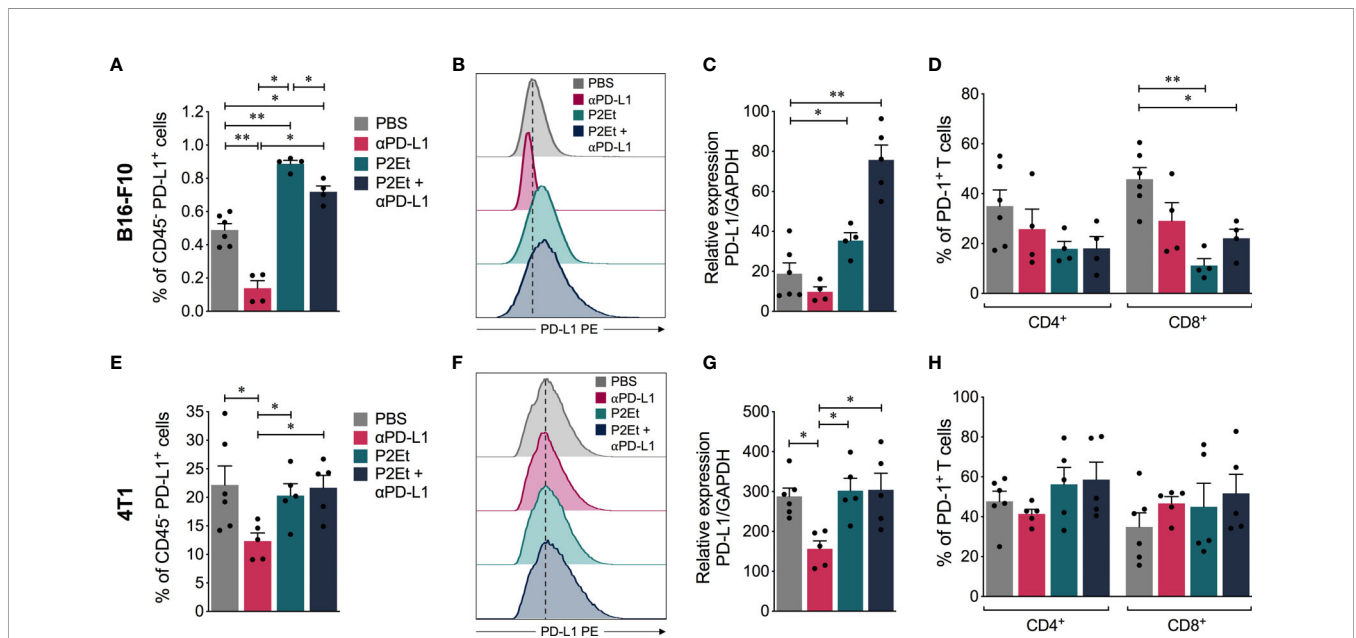 A
B16-F10
% of CD45⁻ PD-L1⁺ cells
1.2
1.0
0.8
0.6
0.4
0.2
0.0
*
*
*
**
**
*
PBS
αPD-L1
P2Et
P2Et +
αPD-L1
B
PBS
αPD-L1
P2Et
P2Et +
αPD-L1
PD-L1 PE
C
Relative expression
PD-L1/GAPDH
100
80
60
40
20
0
**
*
D
% of PD-1⁺ T cells
80
60
40
20
0
**
*
CD4⁺
CD8⁺
E
4T1
% of CD45⁻ PD-L1⁺ cells
35
30
25
20
15
10
5
0
*
*
*
PBS
αPD-L1
P2Et
P2Et +
αPD-L1
F
PBS
αPD-L1
P2Et
P2Et +
αPD-L1
PD-L1 PE
G
Relative expression
PD-L1/GAPDH
500
400
300
200
100
0
*
*
*
H
% of PD-1⁺ T cells
100
80
60
40
20
0
CD4⁺
CD8⁺